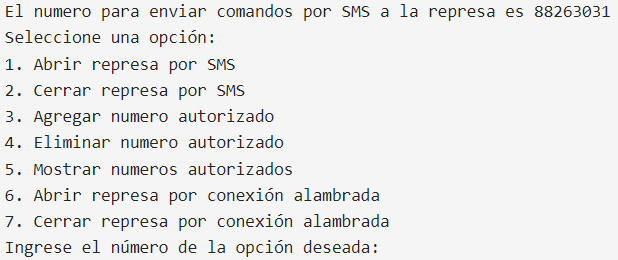 El numero para enviar comandos por SMS a la represa es 88263031
Seleccione una opción:
1. Abrir represa por SMS
2. Cerrar represa por SMS
3. Agregar numero autorizado
4. Eliminar numero autorizado
5. Mostrar numeros autorizados
6. Abrir represa por conexión alambrada
7. Cerrar represa por conexión alambrada
Ingrese el número de la opción deseada: